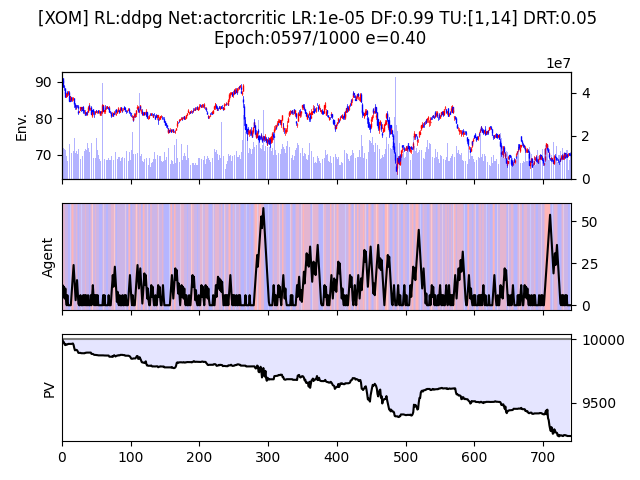 [XOM] RL:ddpg Net:actorcritic LR:1e-05 DF:0.99 TU:[1,14] DRT:0.05
Epoch:0597/1000 e=0.40
1e7
90
80
70
Env.
4
2
0
Agent
50
25
0
PV
10000
9500
0 100 200 300 400 500 600 700